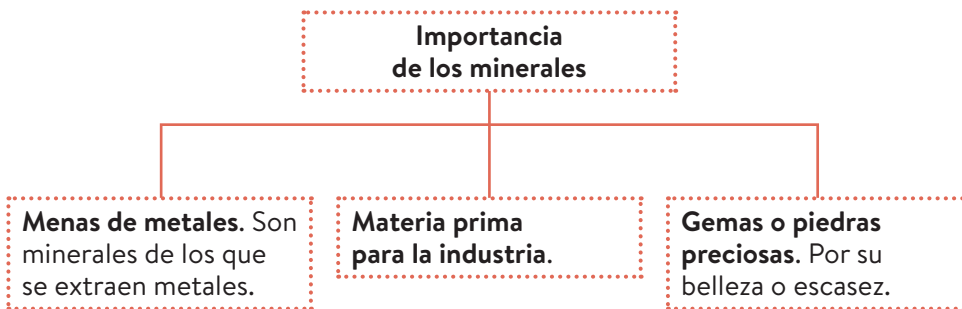 Importancia
de los minerales
Menas de metales. Son
minerales de los que
se extraen metales.
Materia prima
para la industria.
Gemas o piedras
preciosas. Por su
belleza o escasez.